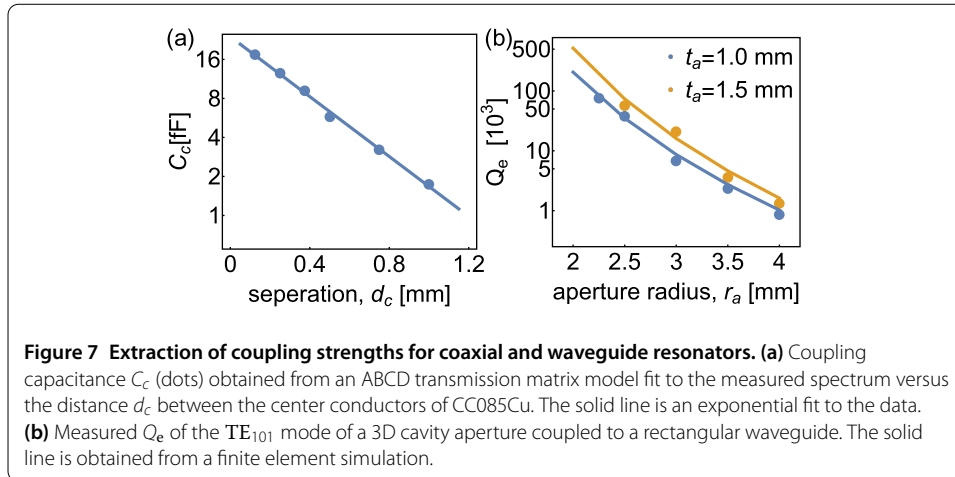 (a)
16
8
4
2
1
C_c[fF]
0 0.4 0.8 1.2
seperation, d_c [mm]
(b)
500
100
50
10
5
1
Q_e [10^3]
t_a=1.0 mm
t_a=1.5 mm
2 2.5 3 3.5 4
aperture radius, r_a [mm]
Figure 7 Extraction of coupling strengths for coaxial and waveguide resonators. (a) Coupling
capacitance C_c (dots) obtained from an ABCD transmission matrix model fit to the measured spectrum versus
the distance d_c between the center conductors of CC085Cu. The solid line is an exponential fit to the data.
(b) Measured Q_e of the TE_101 mode of a 3D cavity aperture coupled to a rectangular waveguide. The solid
line is obtained from a finite element simulation.